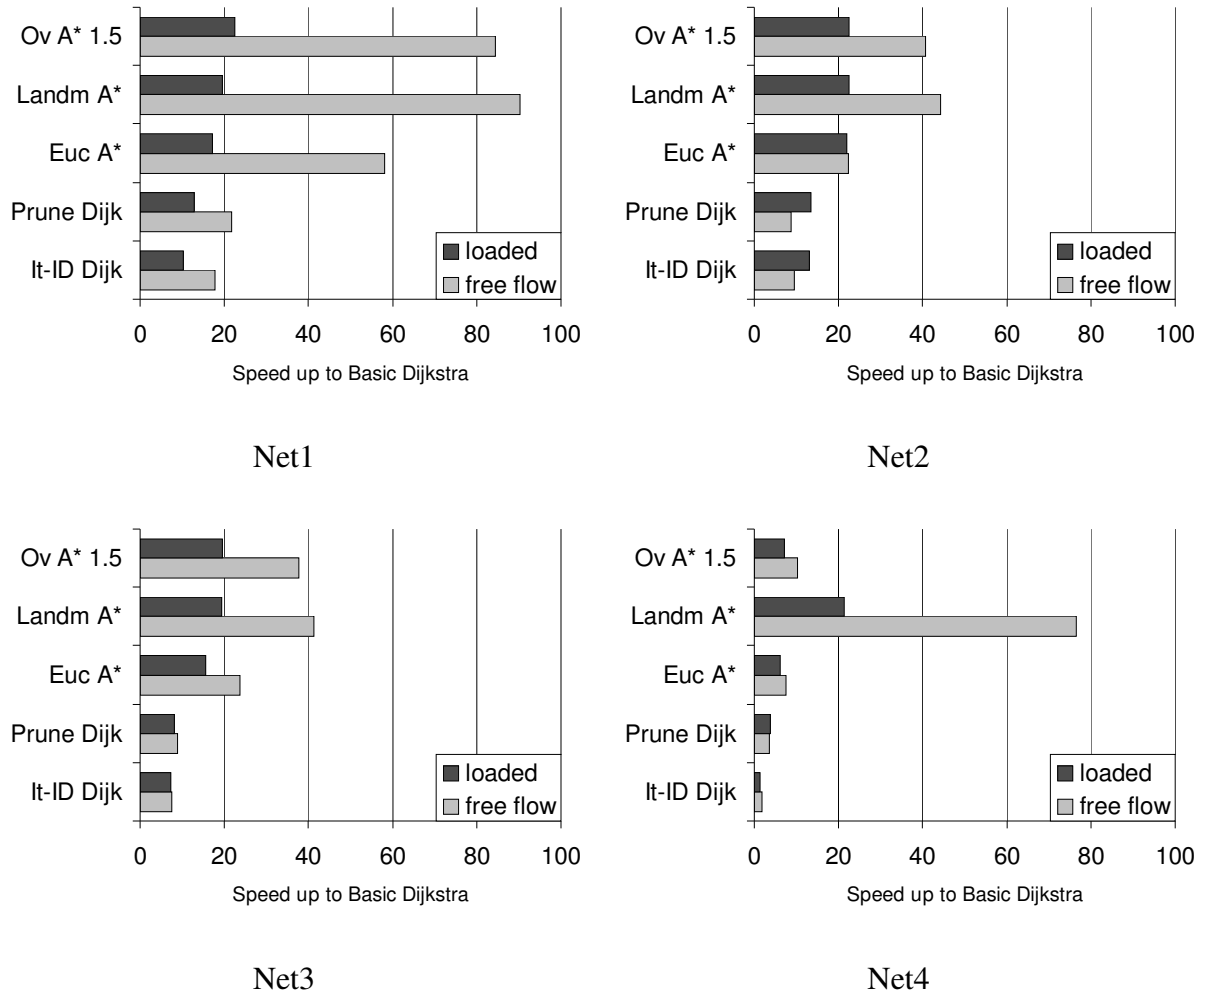 Ov A* 1.5
Landm A*
Euc A*
Prune Dijk
It-ID Dijk
loaded
free flow
0 20 40 60 80 100
Speed up to Basic Dijkstra
Net1
Ov A* 1.5
Landm A*
Euc A*
Prune Dijk
It-ID Dijk
loaded
free flow
0 20 40 60 80 100
Speed up to Basic Dijkstra
Net2
Ov A* 1.5
Landm A*
Euc A*
Prune Dijk
It-ID Dijk
loaded
free flow
0 20 40 60 80 100
Speed up to Basic Dijkstra
Net3
Ov A* 1.5
Landm A*
Euc A*
Prune Dijk
It-ID Dijk
loaded
free flow
0 20 40 60 80 100
Speed up to Basic Dijkstra
Net4